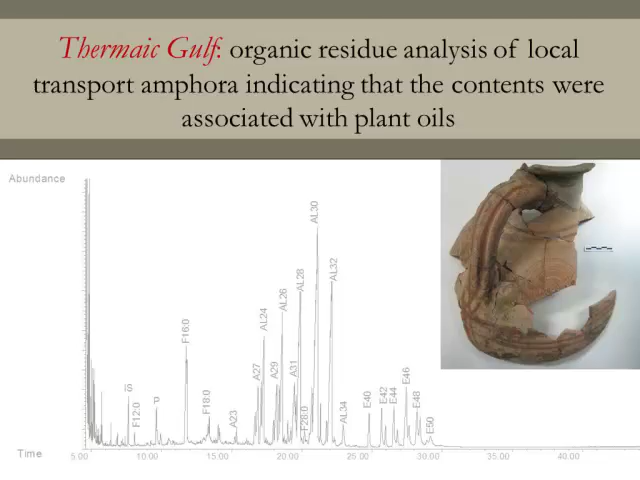 Thermaic Gulf: organic residue analysis of local
transport amphora indicating that the contents were
associated with plant oils
Abundance
IS
F12:0
P
F16:0
F18:0
A23
A27
AL24
A29
AL26
A31
AL28
F28:0
AL30
AL32
AL34
E40
E42
E44
E46
E48
E50
Time
5.00
10.00
15.00
20.00
25.00
30.00
35.00
40.00